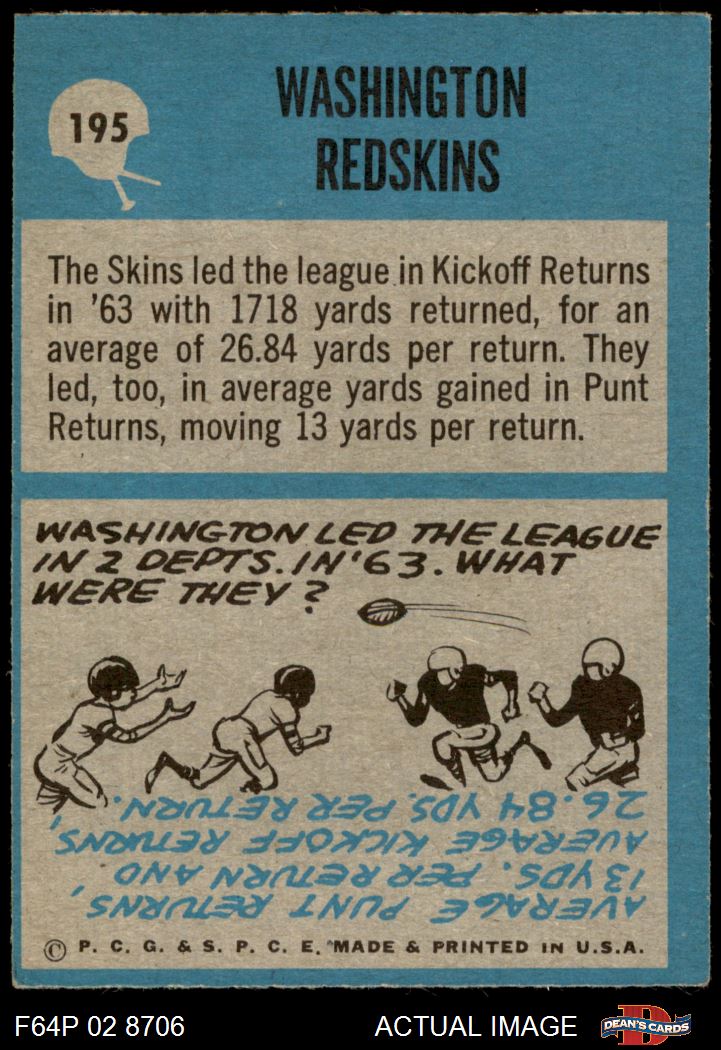 195
WASHINGTON
REDSKINS
The Skins led the league in Kickoff Returns
in '63 with 1718 yards returned, for an
average of 26.84 yards per return. They
led, too, in average yards gained in Punt
Returns, moving 13 yards per return.
WASHINGTON LED THE LEAGUE
IN 2 DEPTS. IN '63. WHAT
WERE THEY?
AVERAGE PUNT RETURNS,
13 YDS. PER RETURN AND
AVERAGE KICKOFF RETURNS,
26.84 YDS. PER RETURN.
© P. C. G. & S. P. C. E. MADE & PRINTED IN U.S.A.
F64P 02 8706
ACTUAL IMAGE
D
DEAN'S CARDS